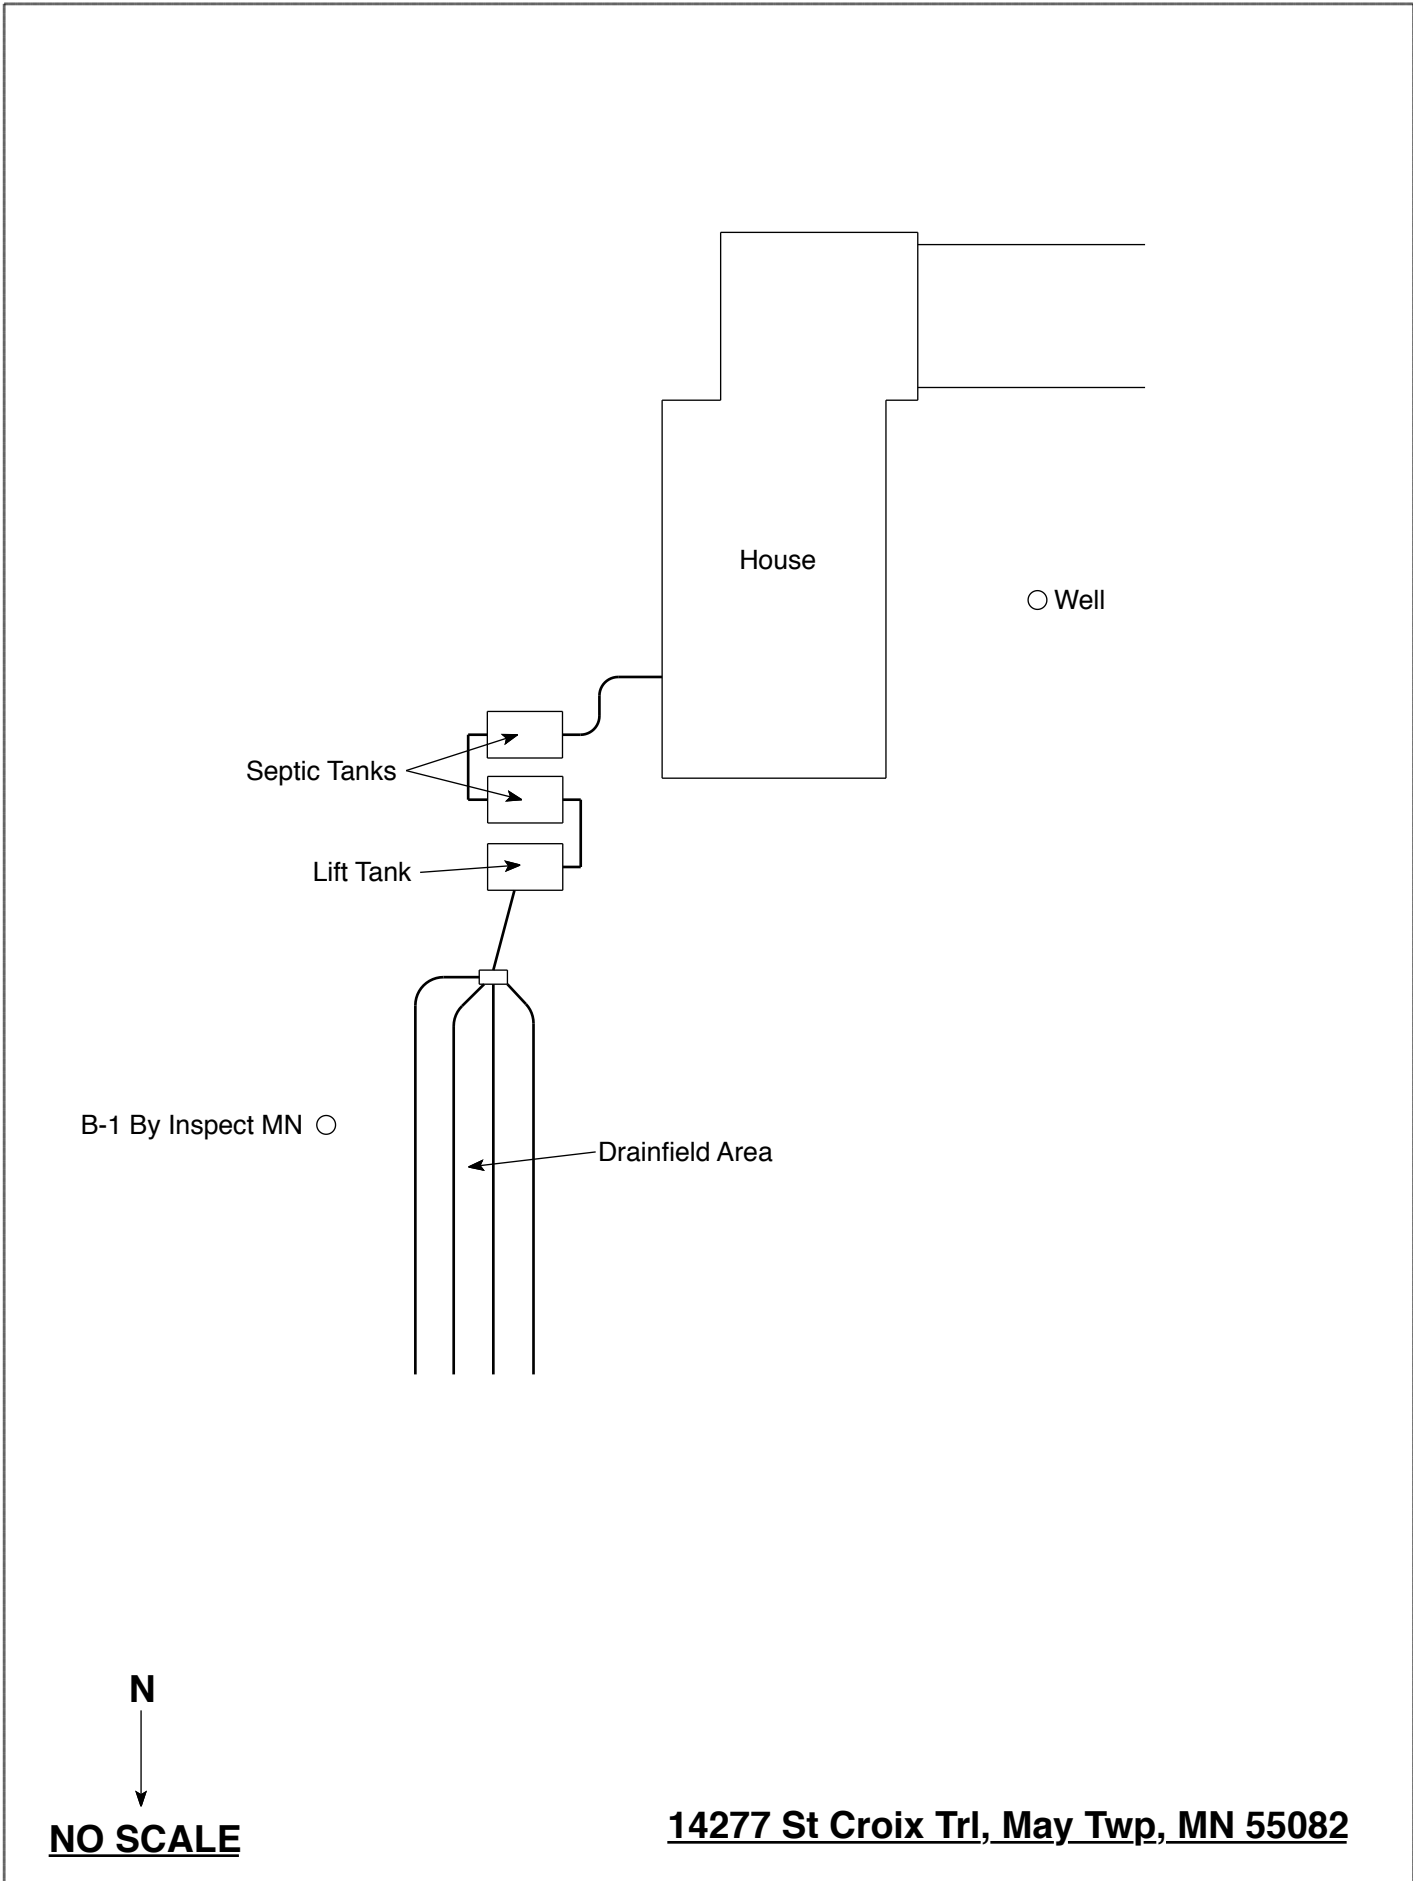 House
Well
Septic Tanks
Lift Tank
B-1 By Inspect MN
Drainfield Area
N
NO SCALE
14277 St Croix Trl, May Twp, MN 55082